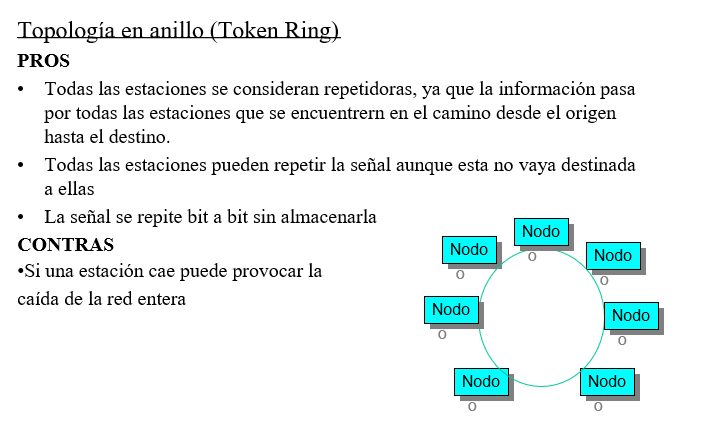 Topología en anillo (Token Ring)
PROS
• Todas las estaciones se consideran repetidoras, ya que la información pasa
por todas las estaciones que se encuentrern en el camino desde el origen
hasta el destino.
• Todas las estaciones pueden repetir la señal aunque esta no vaya destinada
a ellas
• La señal se repite bit a bit sin almacenarla
CONTRAS
•Si una estación cae puede provocar la
caída de la red entera
Nodo
o
Nodo
o
Nodo
o
Nodo
o
Nodo
o
Nodo
o
Nodo
o